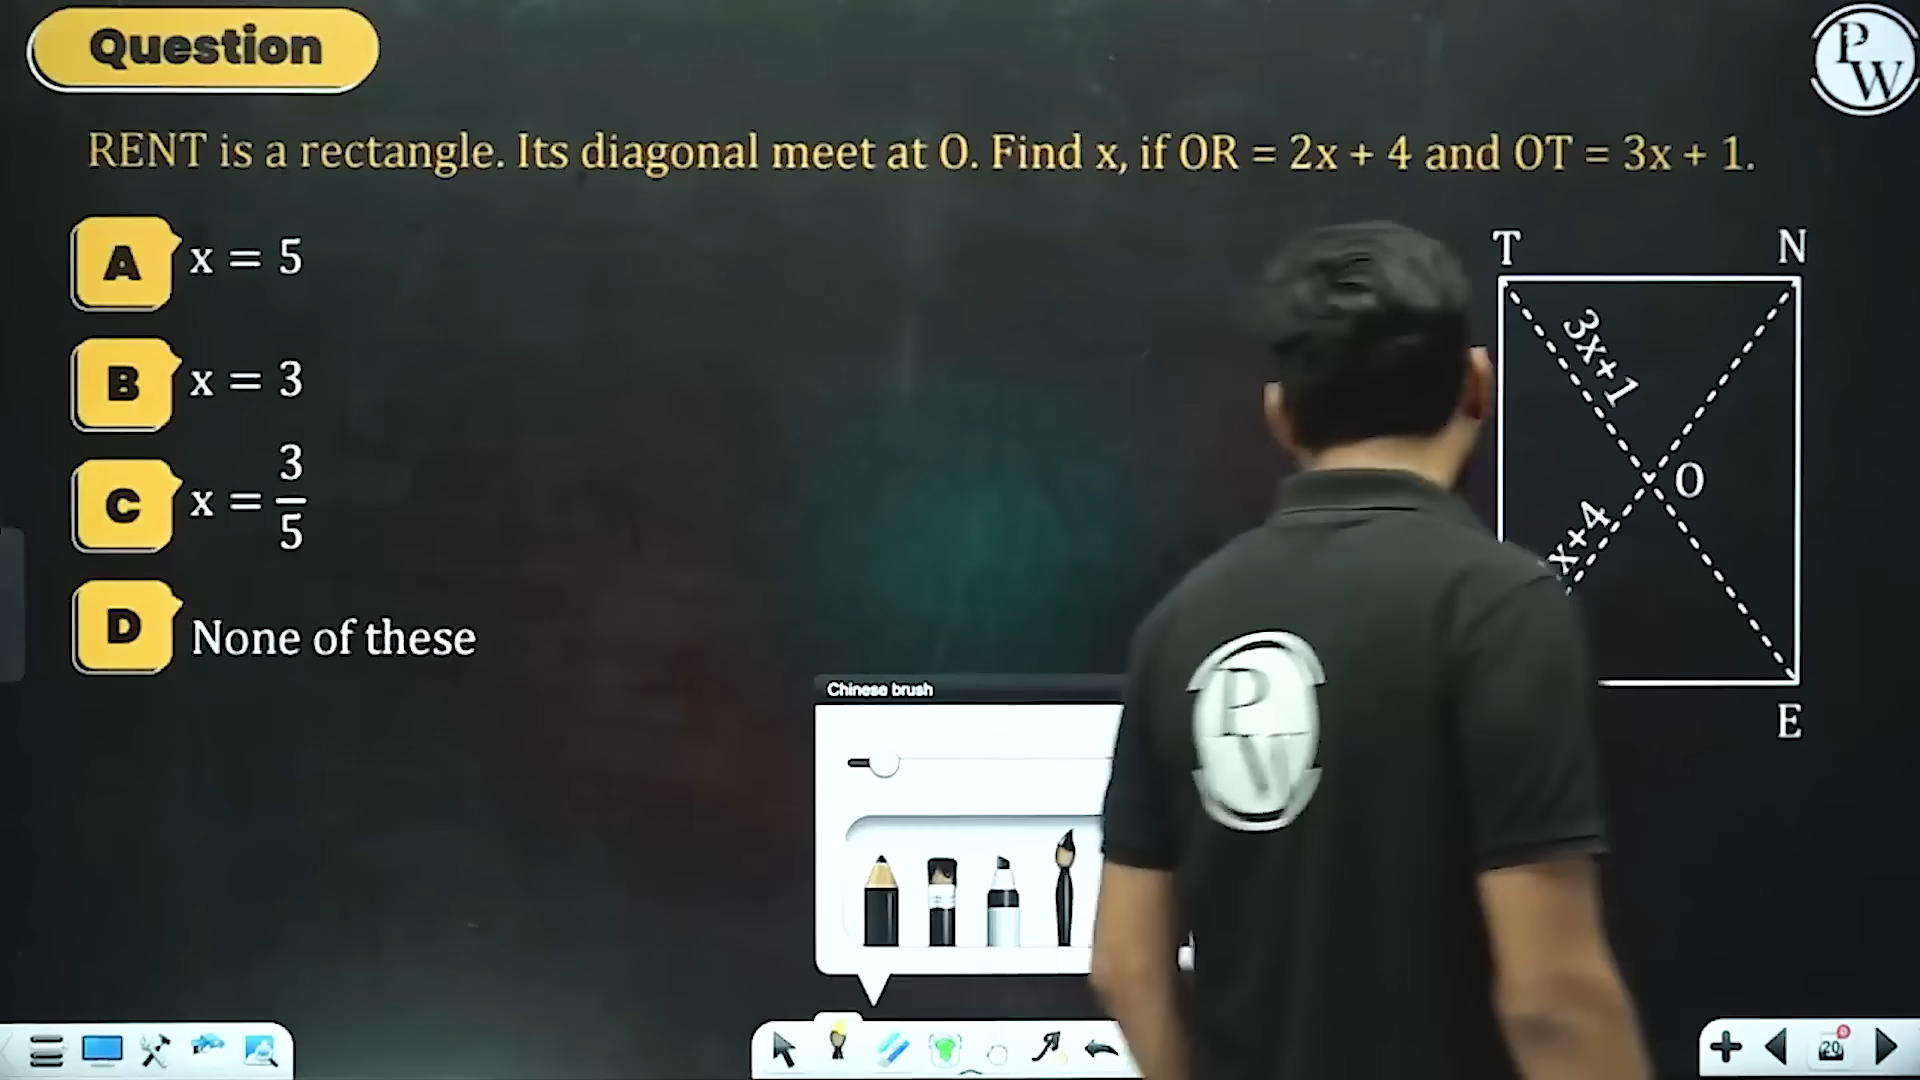 Question
P
W
RENT is a rectangle. Its diagonal meet at O. Find x, if OR = 2x + 4 and OT = 3x + 1.
A x = 5
B x = 3
C x = 3/5
D None of these
T N
3x+1
O
x+4
E
Chinese brush
P
W
20